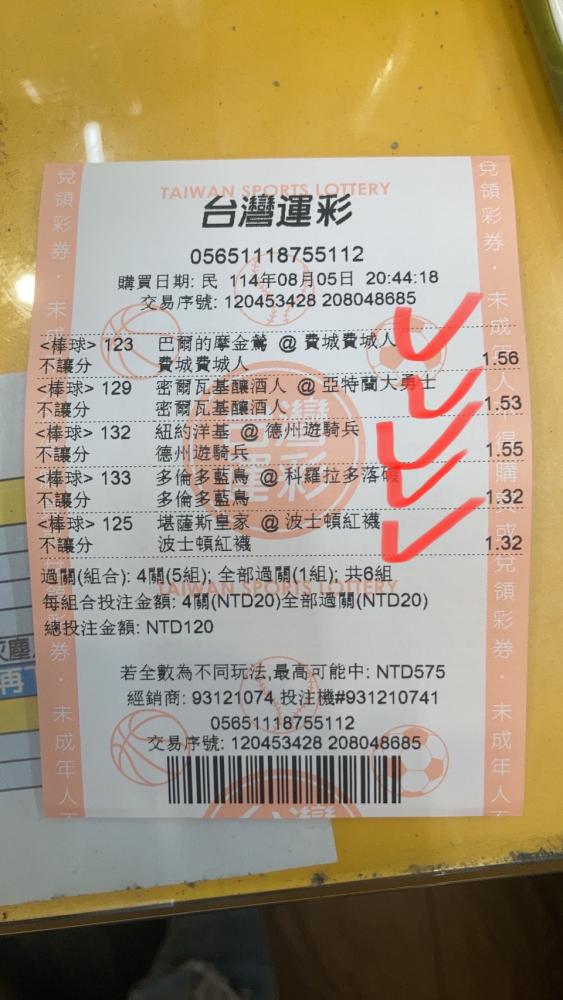 TAIWAN SPORTS LOTTERY
台灣運彩
05651118755112
購買日期: 民 114年08月05日 20:44:18
交易序號: 120453428 208048685
<棒球> 123 巴爾的摩金鶯 @ 費城費城人
不讓分 費城費城人 1.56
<棒球> 129 密爾瓦基釀酒人 @ 亞特蘭大勇士
不讓分 密爾瓦基釀酒人 1.53
<棒球> 132 紐約洋基 @ 德州遊騎兵
不讓分 德州遊騎兵 1.55
<棒球> 133 多倫多藍鳥 @ 科羅拉多落磯
不讓分 多倫多藍鳥 1.32
<棒球> 125 堪薩斯皇家 @ 波士頓紅襪
不讓分 波士頓紅襪 1.32
過關(組合): 4關(5組); 全部過關(1組); 共6組
TAIWAN SPORTS LOTTERY
每組合投注金額: 4關(NTD20)全部過關(NTD20)
總投注金額: NTD120
若全數為不同玩法,最高可能中: NTD575
經銷商: 93121074 投注機#931210741
05651118755112
交易序號: 120453428 208048685
兌領彩券．未成年人
兌領彩券．未成年人
再